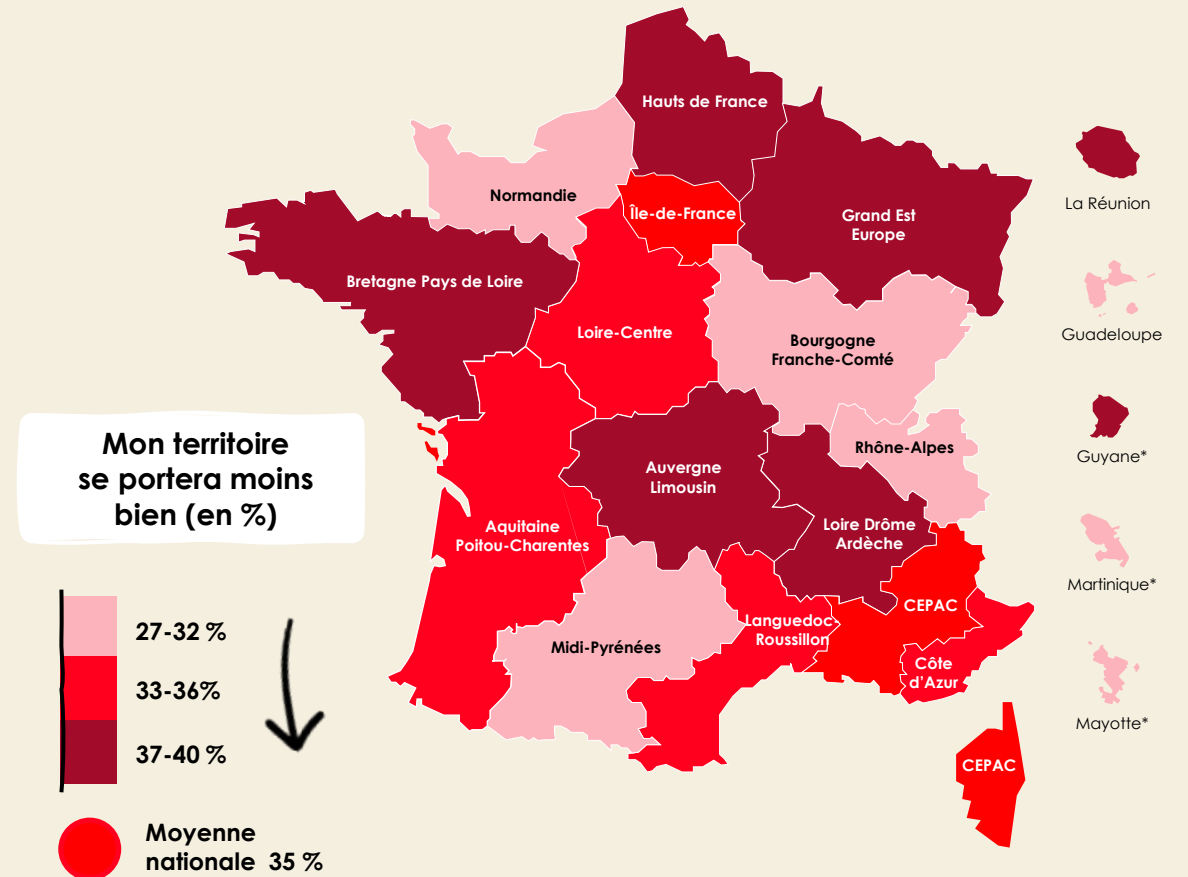 Hauts de France
Normandie
Île-de-France
Grand Est
Europe
La Réunion
Bretagne Pays de Loire
Loire-Centre
Bourgogne
Franche-Comté
Guadeloupe
Mon territoire
se portera moins
bien (en %)
Auvergne
Limousin
Rhône-Alpes
Guyane*
Aquitaine
Poitou-Charentes
Loire Drôme
Ardèche
Martinique*
27-32 %
33-36%
37-40 %
Midi-Pyrénées
Languedoc-
Roussillon
CEPAC
Côte
d'Azur
Mayotte*
CEPAC
Moyenne
nationale 35 %